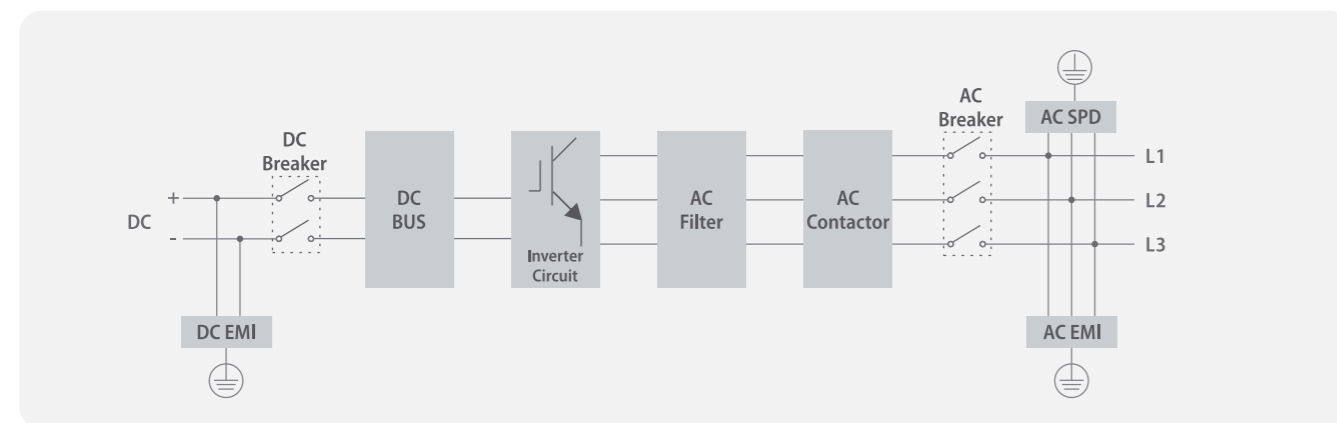 DC
+
-
DC
Breaker
DC EMI
DC
BUS
Inverter
Circuit
AC
Filter
AC
Contactor
AC
Breaker
AC SPD
L1
L2
L3
AC EMI